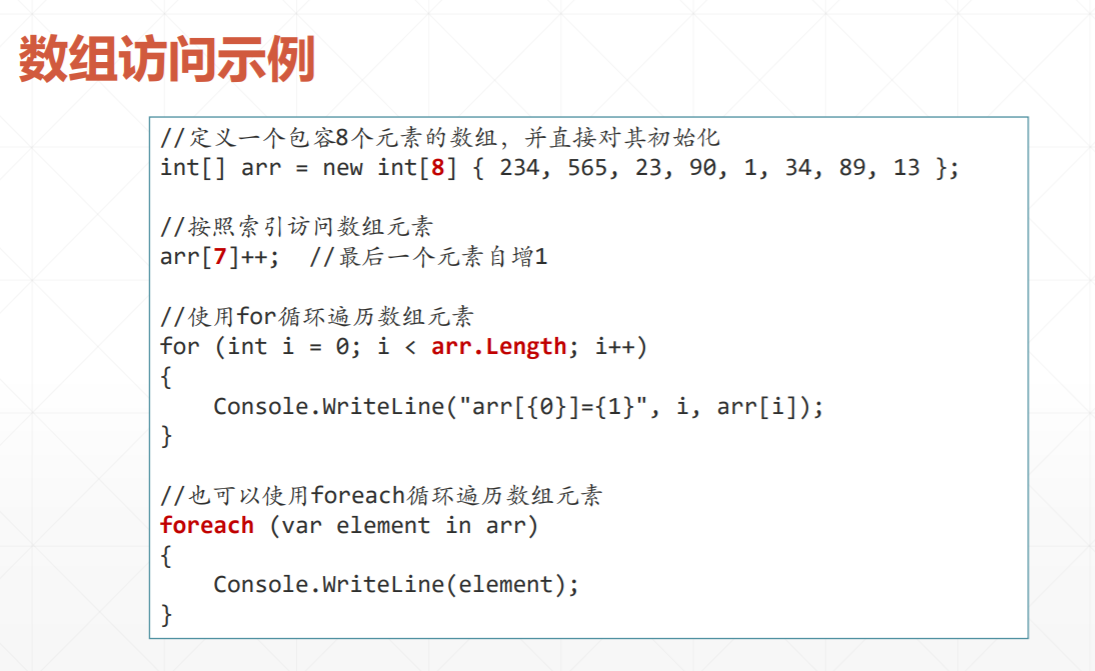 数组访问示例
//定义一个包容8个元素的数组，并直接对其初始化
int[] arr = new int[8] { 234, 565, 23, 90, 1, 34, 89, 13 };
//按照索引访问数组元素
arr[7]++;  //最后一个元素自增1
//使用for循环遍历数组元素
for (int i = 0; i < arr.Length; i++)
{
    Console.WriteLine("arr[{0}]={1}", i, arr[i]);
}
//也可以使用foreach循环遍历数组元素
foreach (var element in arr)
{
    Console.WriteLine(element);
}